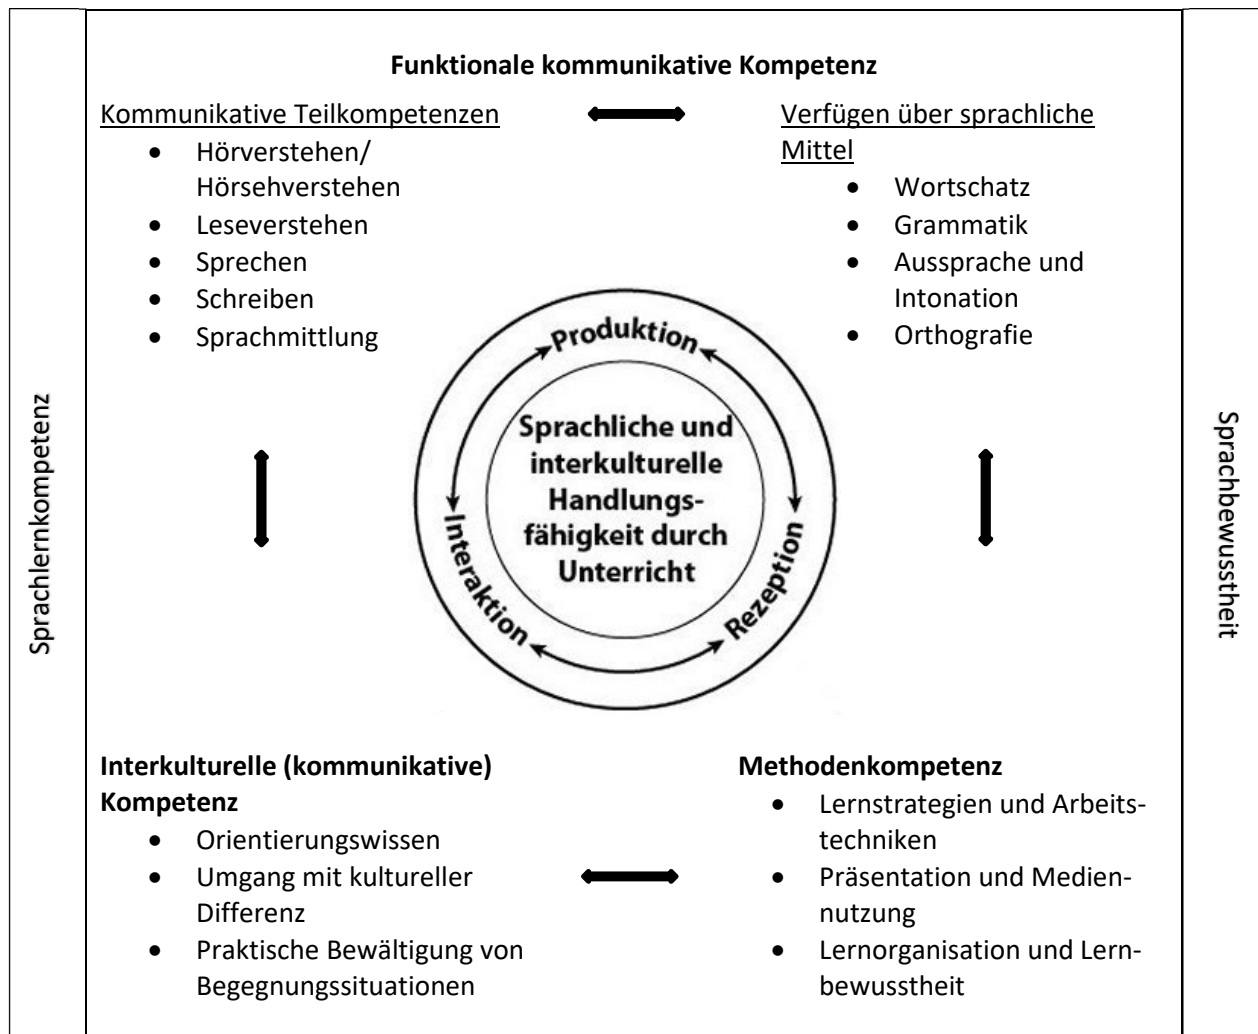 Funktionale kommunikative Kompetenz
Kommunikative Teilkompetenzen
• Hörverstehen/
Hörsehverstehen
• Leseverstehen
• Sprechen
• Schreiben
• Sprachmittlung
Verfügen über sprachliche
Mittel
• Wortschatz
• Grammatik
• Aussprache und
Intonation
• Orthografie
Sprachlernkompetenz
Produktion
Sprachliche und
interkulturelle
Handlungs-
fähigkeit durch
Unterricht
Interaktion
Rezeption
Sprachbewusstheit
Interkulturelle (kommunikative)
Kompetenz
• Orientierungswissen
• Umgang mit kultureller
Differenz
• Praktische Bewältigung von
Begegnungssituationen
Methodenkompetenz
• Lernstrategien und Arbeits-
techniken
• Präsentation und Medien-
nutzung
• Lernorganisation und Lern-
bewusstheit